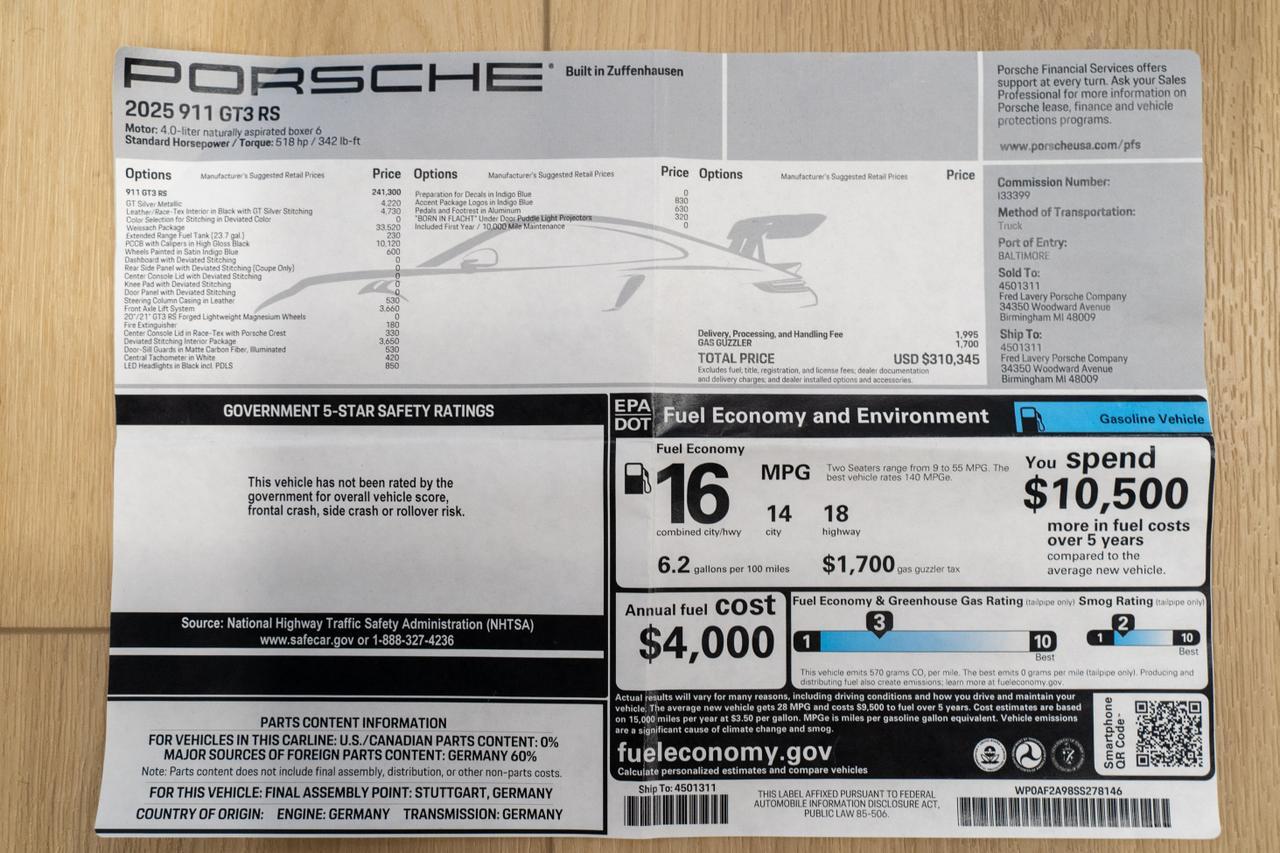 PORSCHE® Built in Zuffenhausen
2025 911 GT3 RS
Motor: 4.0-liter naturally aspirated boxer 6
Standard Horsepower / Torque: 518 hp / 342 lb-ft
Porsche Financial Services offers
support at every turn. Ask your Sales
Professional for more information on
Porsche lease, finance and vehicle
protections programs.
www.porscheusa.com/pfs
Options Manufacturer's Suggested Retail Prices Price
911 GT3 RS 241,300
GT Silver Metallic 4,220
Leather/Race-Tex Interior in Black with GT Silver Stitching 4,730
Color Selection for Stitching in Deviated Color 0
Weissach Package 33,520
Extended Range Fuel Tank (23.7 gal.) 230
PCCB with Calipers in High Gloss Black 10,120
Wheels Painted in Satin Indigo Blue 600
Dashboard with Deviated Stitching 0
Rear Side Panel with Deviated Stitching (Coupe Only) 0
Center Console Lid with Deviated Stitching 0
Knee Pad with Deviated Stitching 0
Door Panel with Deviated Stitching 0
Steering Column Casing in Leather 530
Front Axle Lift System 3,660
20"/21" GT3 RS Forged Lightweight Magnesium Wheels 0
Fire Extinguisher 180
Center Console Lid in Race-Tex with Porsche Crest 330
Deviated Stitching Interior Package 3,650
Door-Sill Guards in Matte Carbon Fiber, Illuminated 530
Central Tachometer in White 420
LED Headlights in Black incl. PDLS 850
Options Manufacturer's Suggested Retail Prices Price
Preparation for Decals in Indigo Blue 0
Accent Package Logos in Indigo Blue 830
Pedals and Footrest in Aluminum 630
"BORN IN FLACHT" Under Door Puddle Light Projectors 320
Included First Year / 10,000 Mile Maintenance 0
Options Manufacturer's Suggested Retail Prices Price
Delivery, Processing, and Handling Fee 1,995
GAS GUZZLER 1,700
TOTAL PRICE USD $310,345
Excludes fuel, title, registration, and license fees; dealer documentation
and delivery charges; and dealer installed options and accessories.
Commission Number:
I33399
Method of Transportation:
Truck
Port of Entry:
BALTIMORE
Sold To:
4501311
Fred Lavery Porsche Company
34350 Woodward Avenue
Birmingham MI 48009
Ship To:
4501311
Fred Lavery Porsche Company
34350 Woodward Avenue
Birmingham MI 48009
GOVERNMENT 5-STAR SAFETY RATINGS
This vehicle has not been rated by the
government for overall vehicle score,
frontal crash, side crash or rollover risk.
Source: National Highway Traffic Safety Administration (NHTSA)
www.safecar.gov or 1-888-327-4236
PARTS CONTENT INFORMATION
FOR VEHICLES IN THIS CARLINE: U.S./CANADIAN PARTS CONTENT: 0%
MAJOR SOURCES OF FOREIGN PARTS CONTENT: GERMANY 60%
Note: Parts content does not include final assembly, distribution, or other non-parts costs.
FOR THIS VEHICLE: FINAL ASSEMBLY POINT: STUTTGART, GERMANY
COUNTRY OF ORIGIN: ENGINE: GERMANY TRANSMISSION: GERMANY
EPA
DOT
Fuel Economy and Environment
Gasoline Vehicle
Fuel Economy
16 MPG
combined city/hwy
14
city
18
highway
Two Seaters range from 9 to 55 MPG. The
best vehicle rates 140 MPGe.
6.2 gallons per 100 miles
$1,700 gas guzzler tax
You spend
$10,500
more in fuel costs
over 5 years
compared to the
average new vehicle.
Annual fuel cost
$4,000
Fuel Economy & Greenhouse Gas Rating (tailpipe only)
3
1 10
Best
Smog Rating (tailpipe only)
2
1 10
Best
This vehicle emits 570 grams CO2 per mile. The best emits 0 grams per mile (tailpipe only). Producing and
distributing fuel also create emissions; learn more at fueleconomy.gov.
Actual results will vary for many reasons, including driving conditions and how you drive and maintain your
vehicle. The average new vehicle gets 28 MPG and costs $9,500 to fuel over 5 years. Cost estimates are based
on 15,000 miles per year at $3.50 per gallon. MPGe is miles per gasoline gallon equivalent. Vehicle emissions
are a significant cause of climate change and smog.
fueleconomy.gov
Calculate personalized estimates and compare vehicles
Smartphone
QR Code™
Ship To: 4501311
THIS LABEL AFFIXED PURSUANT TO FEDERAL
AUTOMOBILE INFORMATION DISCLOSURE ACT,
PUBLIC LAW 85-506.
WP0AF2A98SS278146